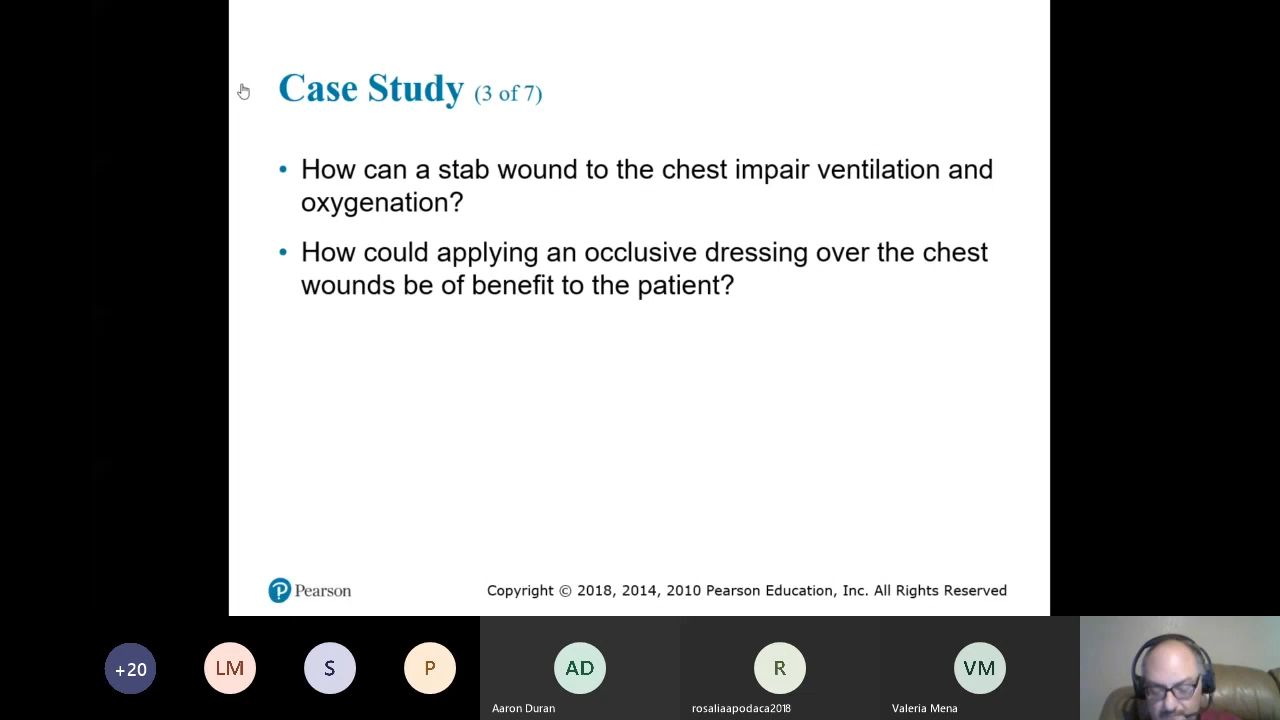 Case Study (3 of 7)
• How can a stab wound to the chest impair ventilation and
oxygenation?
• How could applying an occlusive dressing over the chest
wounds be of benefit to the patient?
P Pearson
Copyright © 2018, 2014, 2010 Pearson Education, Inc. All Rights Reserved
+20
LM
S
P
AD
R
VM
Aaron Duran
rosaliaapodaca2018
Valeria Mena